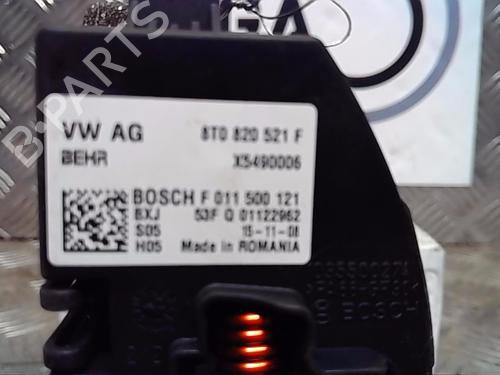 VW AG 8T0 820 521 F
BEHR X5490006
BOSCH F 011 500 121
BXJ 53F Q 01122962
S05 15-11-08
H05 Made in ROMANIA
BOSCH
B-PARTS